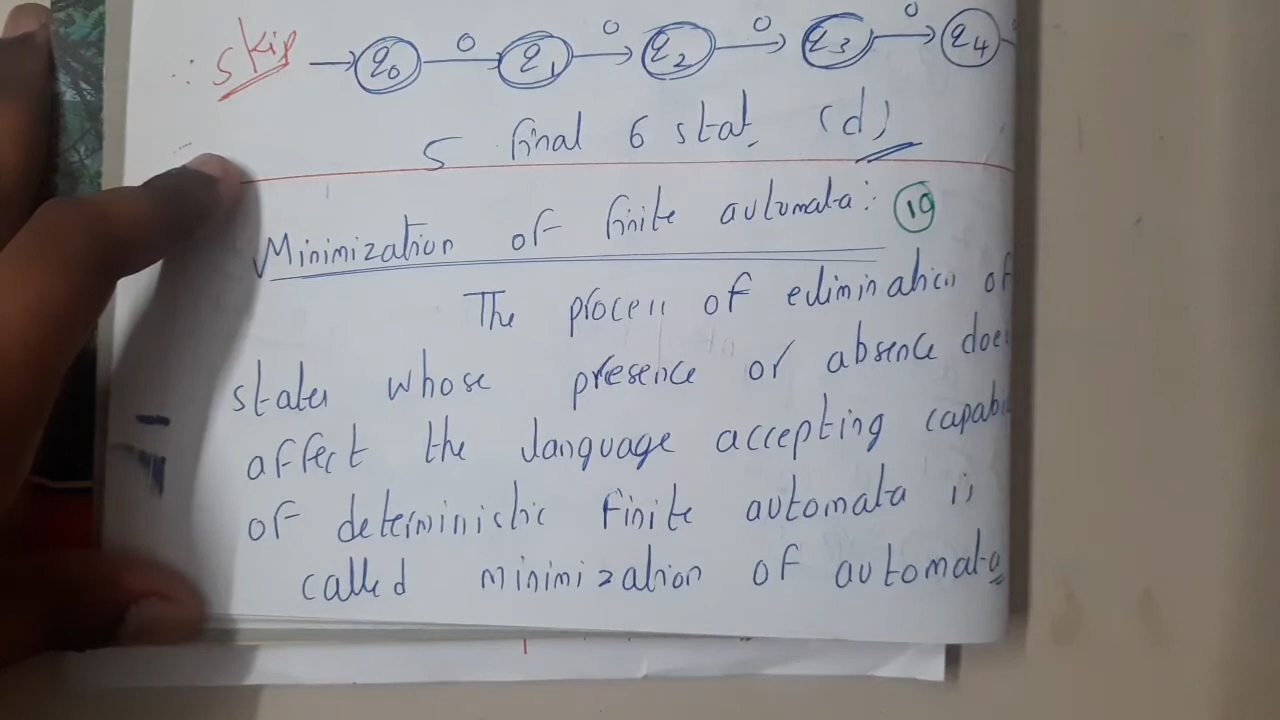 ∴ skip → q0 0 q1 0 q2 0 q3 0 q4
5 final 6 stat. (d)
Minimization of finite automata: 19
The process of elimination of
states whose presence or absence does
affect the language accepting capabi
of deterministic finite automata is
called minimization of automata